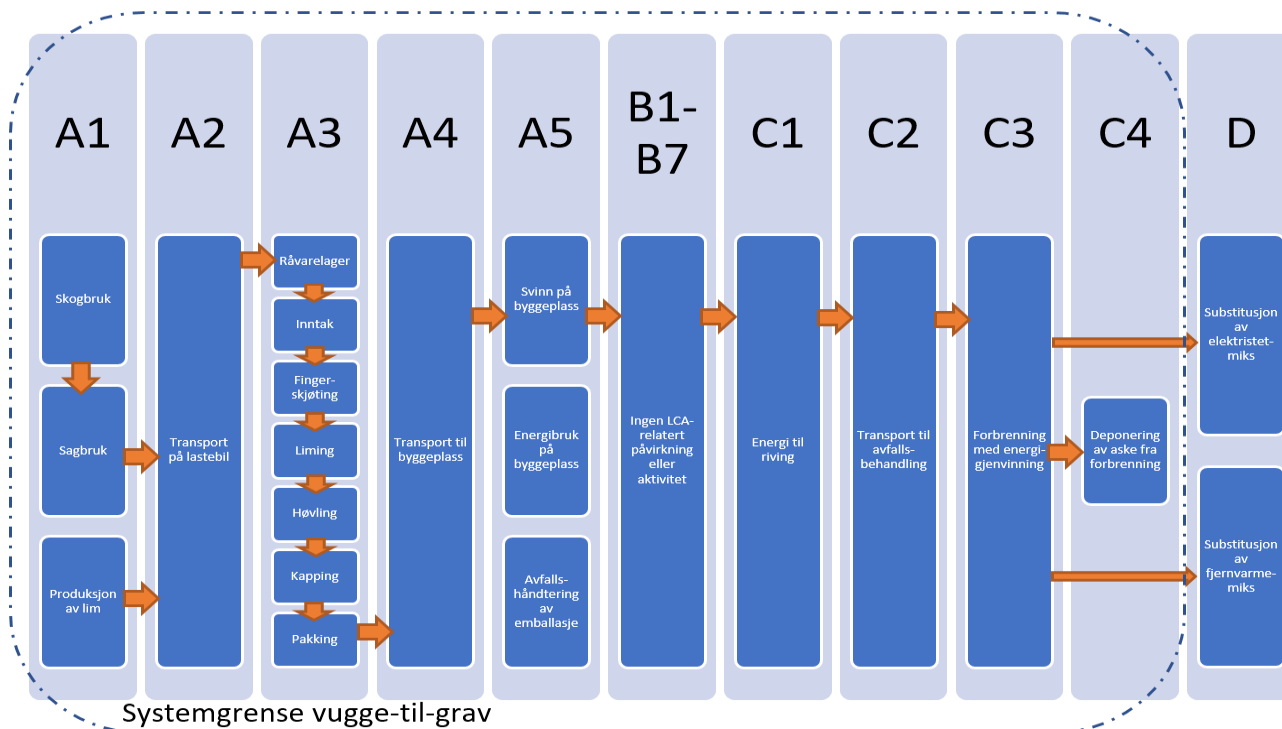 A1
A2
A3
A4
A5
B1-
B7
C1
C2
C3
C4
D
Skogbruk
Sagbruk
Produksjon
av lim
Transport
på lastebil
Råvarelager
Inntak
Finger-
skjøting
Liming
Høvling
Kapping
Pakking
Transport til
byggeplass
Svinn på
byggeplass
Energibruk
på
byggeplass
Avfalls-
håndtering
av
emballasje
Ingen LCA-
relatert
påvirkning
eller
aktivitet
Energi til
riving
Transport til
avfalls-
behandling
Forbrenning
med energi-
gjenvinning
Deponering
av aske fra
forbrenning
Substitusjon
av
elektristet-
miks
Substitusjon
av
fjernvarme-
miks
Systemgrense vugge-til-grav